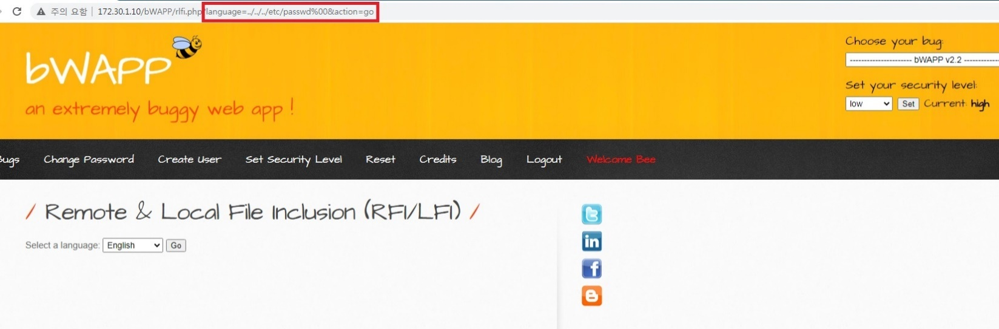 주의 요함 | 172.30.1.10/bWAPP/rlfi.php?language=../../../etc/passwd%00&action=go
bWAPP
an extremely buggy web app !
Choose your bug:
---------------------- bWAPP v2.2 -------------
Set your security level:
low Set Current: high
Bugs Change Password Create User Set Security Level Reset Credits Blog Logout Welcome Bee
/ Remote & Local File Inclusion (RFI/LFI) /
Select a language: English Go